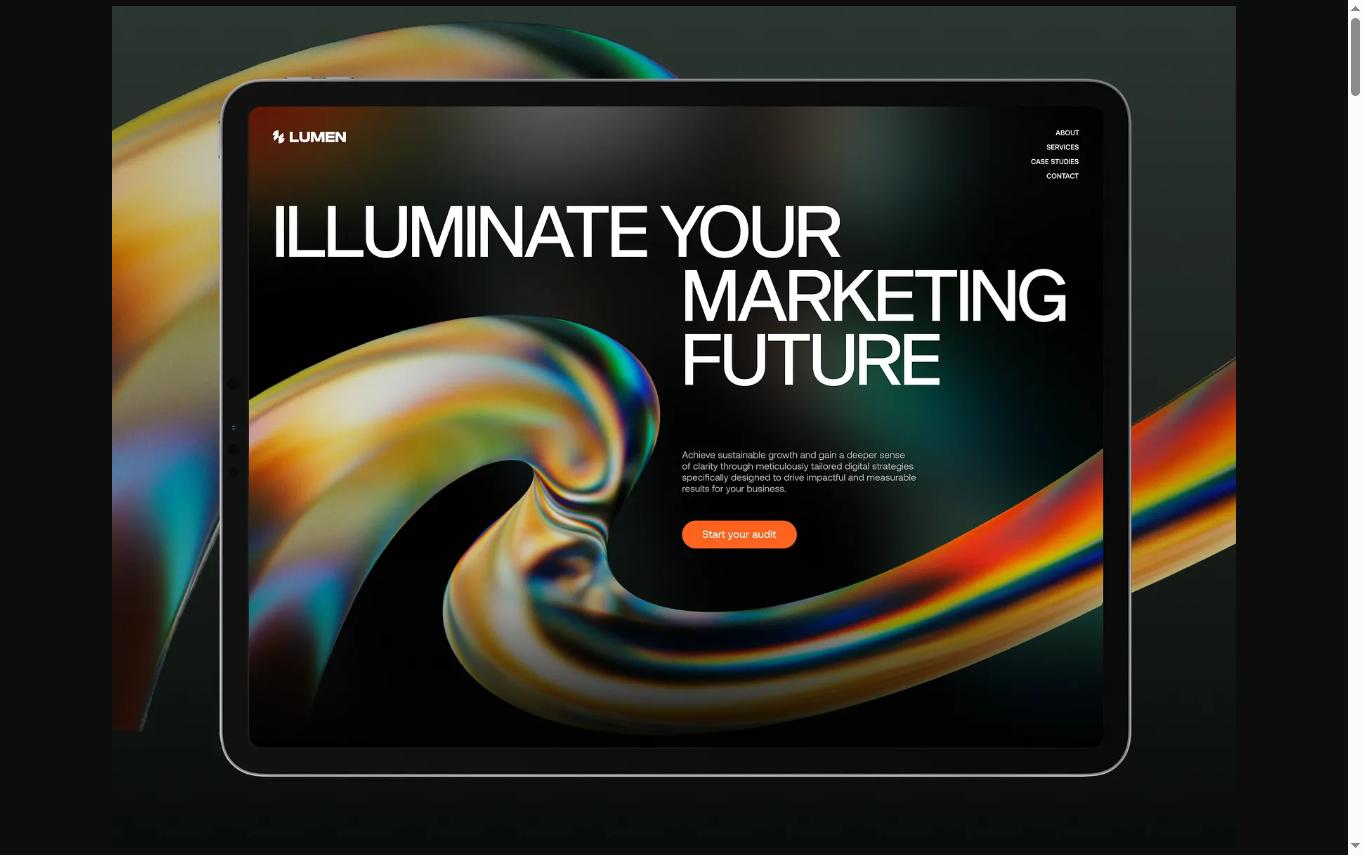 LUMEN
ABOUT
SERVICES
CASE STUDIES
CONTACT
ILLUMINATE YOUR
MARKETING
FUTURE
Achieve sustainable growth and gain a deeper sense
of clarity through meticulously tailored digital strategies
specifically designed to drive impactful and measurable
results for your business.
Start your audit